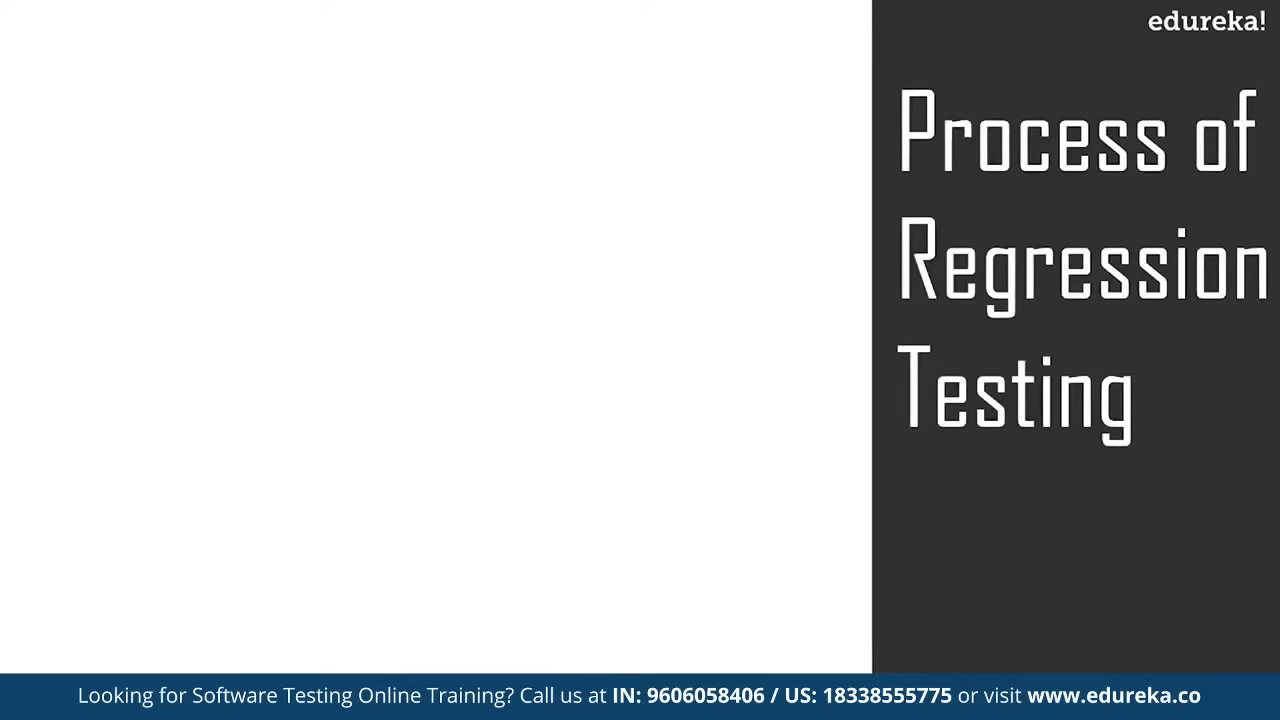 edureka!
Process of
Regression
Testing
Looking for Software Testing Online Training? Call us at IN: 9606058406 / US: 18338555775 or visit www.edureka.co